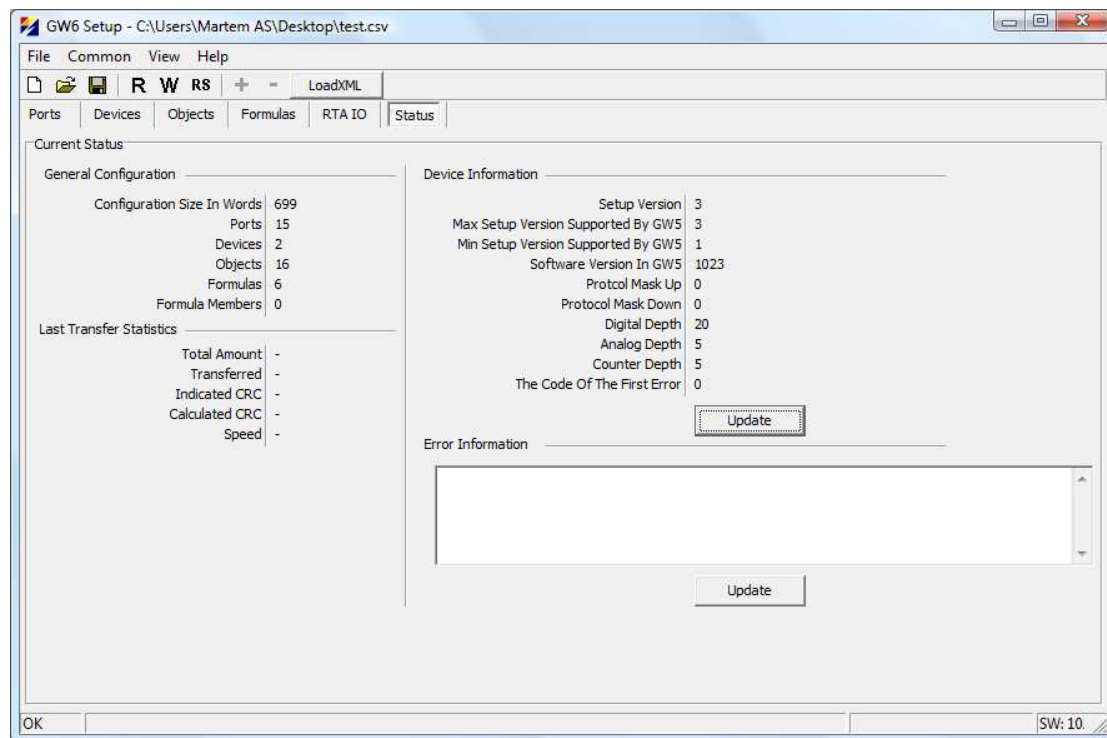 GW6 Setup - C:\Users\Martem AS\Desktop\test.csv
File Common View Help
R W RS + - LoadXML
Ports Devices Objects Formulas RTA IO Status
Current Status
General Configuration
Configuration Size In Words 699
Ports 15
Devices 2
Objects 16
Formulas 6
Formula Members 0
Last Transfer Statistics
Total Amount -
Transferred -
Indicated CRC -
Calculated CRC -
Speed -
Device Information
Setup Version 3
Max Setup Version Supported By GW5 3
Min Setup Version Supported By GW5 1
Software Version In GW5 1023
Protcol Mask Up 0
Protocol Mask Down 0
Digital Depth 20
Analog Depth 5
Counter Depth 5
The Code Of The First Error 0
Update
Error Information
Update
OK
SW: 10.